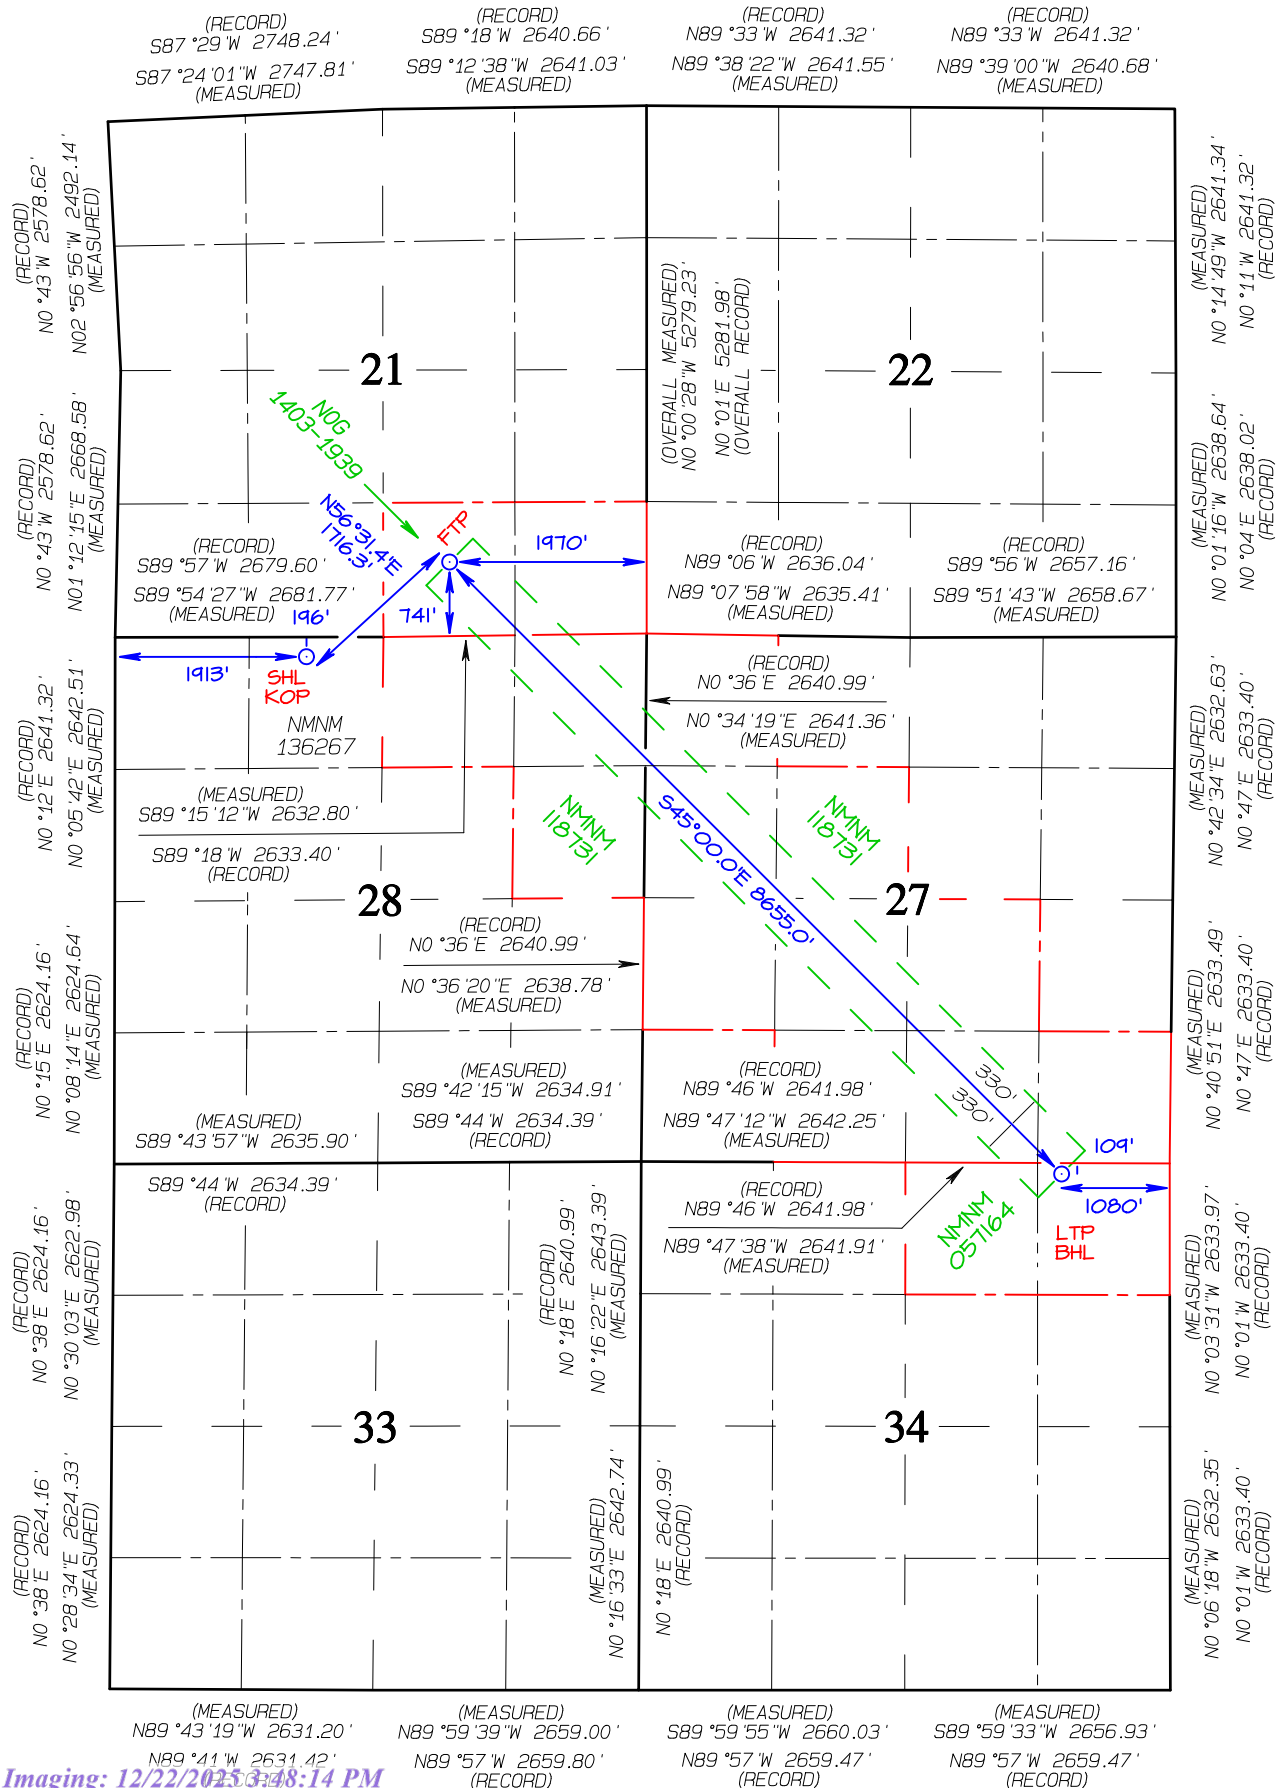 (RECORD)
S87°29'W 2748.24'
S87°24'01"W 2747.81'
(MEASURED)
(RECORD)
S89°18'W 2640.66'
S89°12'38"W 2641.03'
(MEASURED)
(RECORD)
N89°33'W 2641.32'
N89°38'22"W 2641.55'
(MEASURED)
(RECORD)
N89°33'W 2641.32'
N89°39'00"W 2640.68'
(MEASURED)
(RECORD)
N0°43'W 2578.62'
N02°56'56"W 2492.14'
(MEASURED)
(MEASURED)
N0°14'49"W 2641.34'
N0°11'W 2641.32'
(RECORD)
(OVERALL MEASURED)
N0°00'28"W 5279.23'
N0°01'E 5281.98'
(OVERALL RECORD)
21
22
NOG
1403-1939
(RECORD)
N0°43'W 2578.62'
N01°12'15"E 2668.58'
(MEASURED)
(MEASURED)
N0°01'16"W 2638.64'
N0°04'E 2638.02'
(RECORD)
N56°31.4'E
1716.3'
FTP
1970'
741'
(RECORD)
S89°57'W 2679.60'
S89°54'27"W 2681.77'
(MEASURED)
(RECORD)
N89°06'W 2636.04'
N89°07'58"W 2635.41'
(MEASURED)
(RECORD)
S89°56'W 2657.16'
S89°51'43"W 2658.67'
(MEASURED)
196'
1913'
SHL
KOP
NMNM
136267
(RECORD)
N0°36'E 2640.99'
N0°34'19"E 2641.36'
(MEASURED)
(RECORD)
N0°12'E 2641.32'
N0°05'42"E 2642.51'
(MEASURED)
(MEASURED)
N0°42'34"E 2632.63'
N0°47'E 2633.40'
(RECORD)
(MEASURED)
S89°15'12"W 2632.80'
S89°18'W 2633.40'
(RECORD)
NMNM
118731
NMNM
118731
S45°00.0'E 8655.0'
28
27
(RECORD)
N0°36'E 2640.99'
N0°36'20"E 2638.78'
(MEASURED)
(RECORD)
N0°15'E 2624.16'
N0°08'14"E 2624.64'
(MEASURED)
(MEASURED)
N0°40'51"E 2633.49'
N0°47'E 2633.40'
(RECORD)
(MEASURED)
S89°43'57"W 2635.90'
S89°44'W 2634.39'
(RECORD)
(MEASURED)
S89°42'15"W 2634.91'
S89°44'W 2634.39'
(RECORD)
(RECORD)
N89°46'W 2641.98'
N89°47'12"W 2642.25'
(MEASURED)
330'
330'
109'
1080'
LTP
BHL
(RECORD)
N89°46'W 2641.98'
N89°47'38"W 2641.91'
(MEASURED)
NMNM
057164
(RECORD)
N0°38'E 2624.16'
N0°30'03"E 2622.98'
(MEASURED)
(RECORD)
N0°18'E 2640.99'
N0°16'22"E 2643.39'
(MEASURED)
(MEASURED)
N0°03'31"W 2633.97'
N0°01'W 2633.40'
(RECORD)
33
34
(RECORD)
N0°38'E 2624.16'
N0°28'34"E 2624.33'
(MEASURED)
(MEASURED)
N0°16'33"E 2642.74'
N0°18'E 2640.99'
(RECORD)
(MEASURED)
N0°06'18"W 2632.35'
N0°01'W 2633.40'
(RECORD)
(MEASURED)
N89°43'19"W 2631.20'
N89°41'W 2631.42'
(RECORD)
(MEASURED)
N89°59'39"W 2659.00'
N89°57'W 2659.80'
(RECORD)
(MEASURED)
S89°59'55"W 2660.03'
N89°57'W 2659.47'
(RECORD)
(MEASURED)
S89°59'33"W 2656.93'
N89°57'W 2659.47'
(RECORD)
Imaging: 12/22/2025 3:48:14 PM